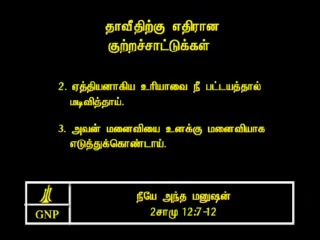 தாவீதிற்கு எதிரான
குற்றச்சாட்டுக்கள்
2. ஏத்தியனாகிய உரியாவை நீ பட்டயத்தால்
மடிவித்தாய்.
3. அவன் மனைவியை உனக்கு மனைவியாக
எடுத்துக்கொண்டாய்.
நீயே அந்த மனுஷன்
GNP
2சாமு 12:7-12